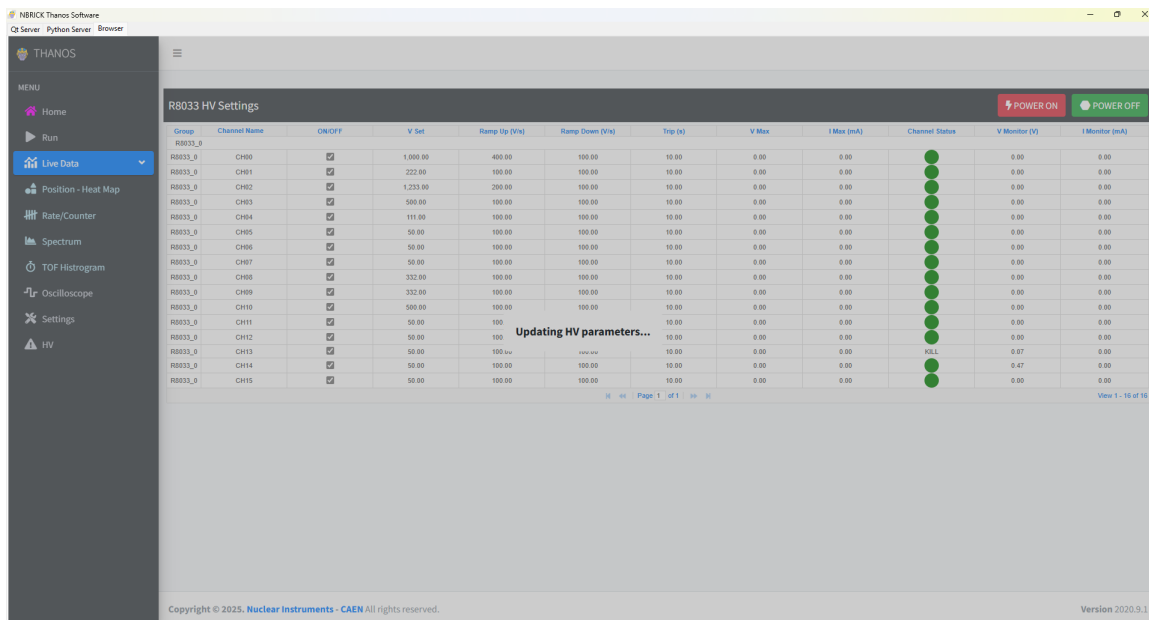 NBRICK Thanos Software
Qt Server Python Server Browser
THANOS
MENU
Home
Run
Live Data
Position - Heat Map
Rate/Counter
Spectrum
TOF Histrogram
Oscilloscope
Settings
HV
R8033 HV Settings
POWER ON
POWER OFF
Group Channel Name ON/OFF V Set Ramp Up (V/s) Ramp Down (V/s) Trip (s) V Max I Max (mA) Channel Status V Monitor (V) I Monitor (mA)
R8033_0
R8033_0 CH00 1,000.00 400.00 100.00 10.00 0.00 0.00 0.00 0.00
R8033_0 CH01 222.00 100.00 100.00 10.00 0.00 0.00 0.00 0.00
R8033_0 CH02 1,233.00 200.00 100.00 10.00 0.00 0.00 0.00 0.00
R8033_0 CH03 500.00 100.00 100.00 10.00 0.00 0.00 0.00 0.00
R8033_0 CH04 111.00 100.00 100.00 10.00 0.00 0.00 0.00 0.00
R8033_0 CH05 50.00 100.00 100.00 10.00 0.00 0.00 0.00 0.00
R8033_0 CH06 50.00 100.00 100.00 10.00 0.00 0.00 0.00 0.00
R8033_0 CH07 50.00 100.00 100.00 10.00 0.00 0.00 0.00 0.00
R8033_0 CH08 332.00 100.00 100.00 10.00 0.00 0.00 0.00 0.00
R8033_0 CH09 332.00 100.00 100.00 10.00 0.00 0.00 0.00 0.00
R8033_0 CH10 500.00 100.00 100.00 10.00 0.00 0.00 0.00 0.00
R8033_0 CH11 50.00 100. 10.00 0.00 0.00 0.00 0.00
Updating HV parameters...
R8033_0 CH12 50.00 100. 10.00 0.00 0.00 0.00 0.00
R8033_0 CH13 50.00 100.00 100.00 10.00 0.00 0.00 KILL 0.07 0.00
R8033_0 CH14 50.00 100.00 100.00 10.00 0.00 0.00 0.47 0.00
R8033_0 CH15 50.00 100.00 100.00 10.00 0.00 0.00 0.00 0.00
Page 1 of 1
View 1 - 16 of 16
Copyright © 2025. Nuclear Instruments - CAEN All rights reserved.
Version 2020.9.1